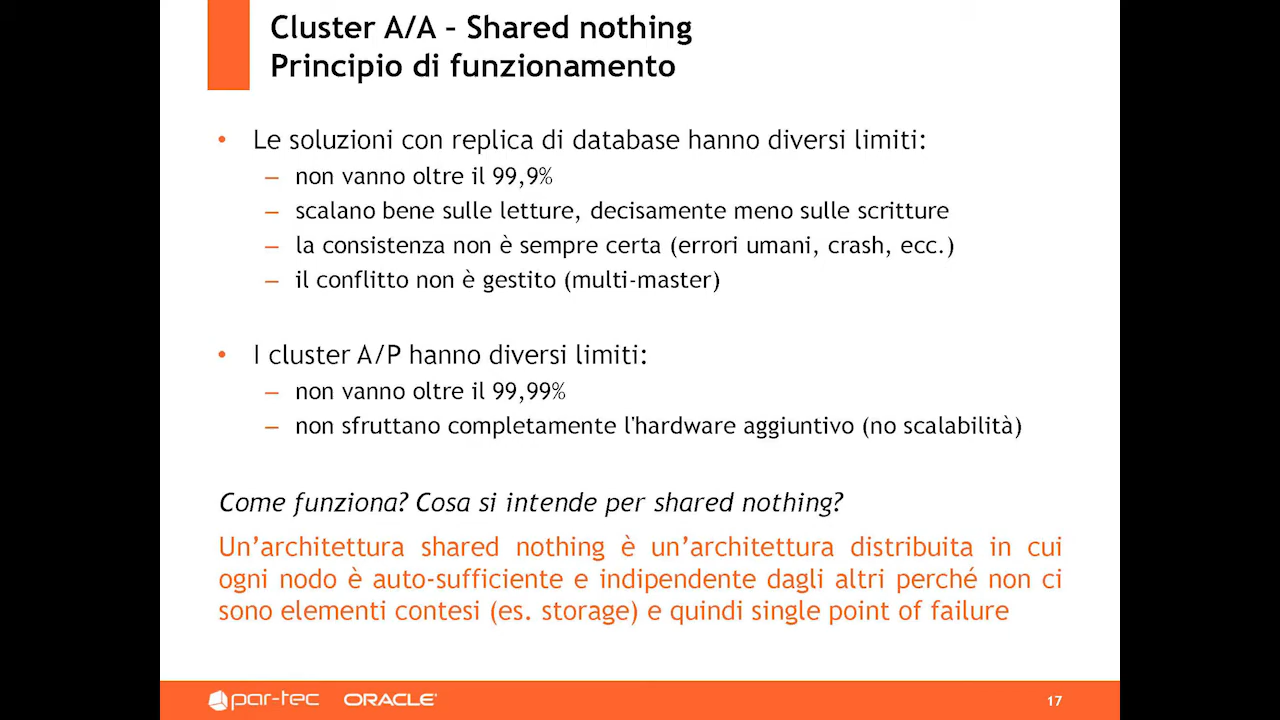 Cluster A/A – Shared nothing
Principio di funzionamento
• Le soluzioni con replica di database hanno diversi limiti:
– non vanno oltre il 99,9%
– scalano bene sulle letture, decisamente meno sulle scritture
– la consistenza non è sempre certa (errori umani, crash, ecc.)
– il conflitto non è gestito (multi-master)
• I cluster A/P hanno diversi limiti:
– non vanno oltre il 99,99%
– non sfruttano completamente l'hardware aggiuntivo (no scalabilità)
Come funziona? Cosa si intende per shared nothing?
Un’architettura shared nothing è un’architettura distribuita in cui
ogni nodo è auto-sufficiente e indipendente dagli altri perché non ci
sono elementi contesi (es. storage) e quindi single point of failure
par-tec ORACLE 17